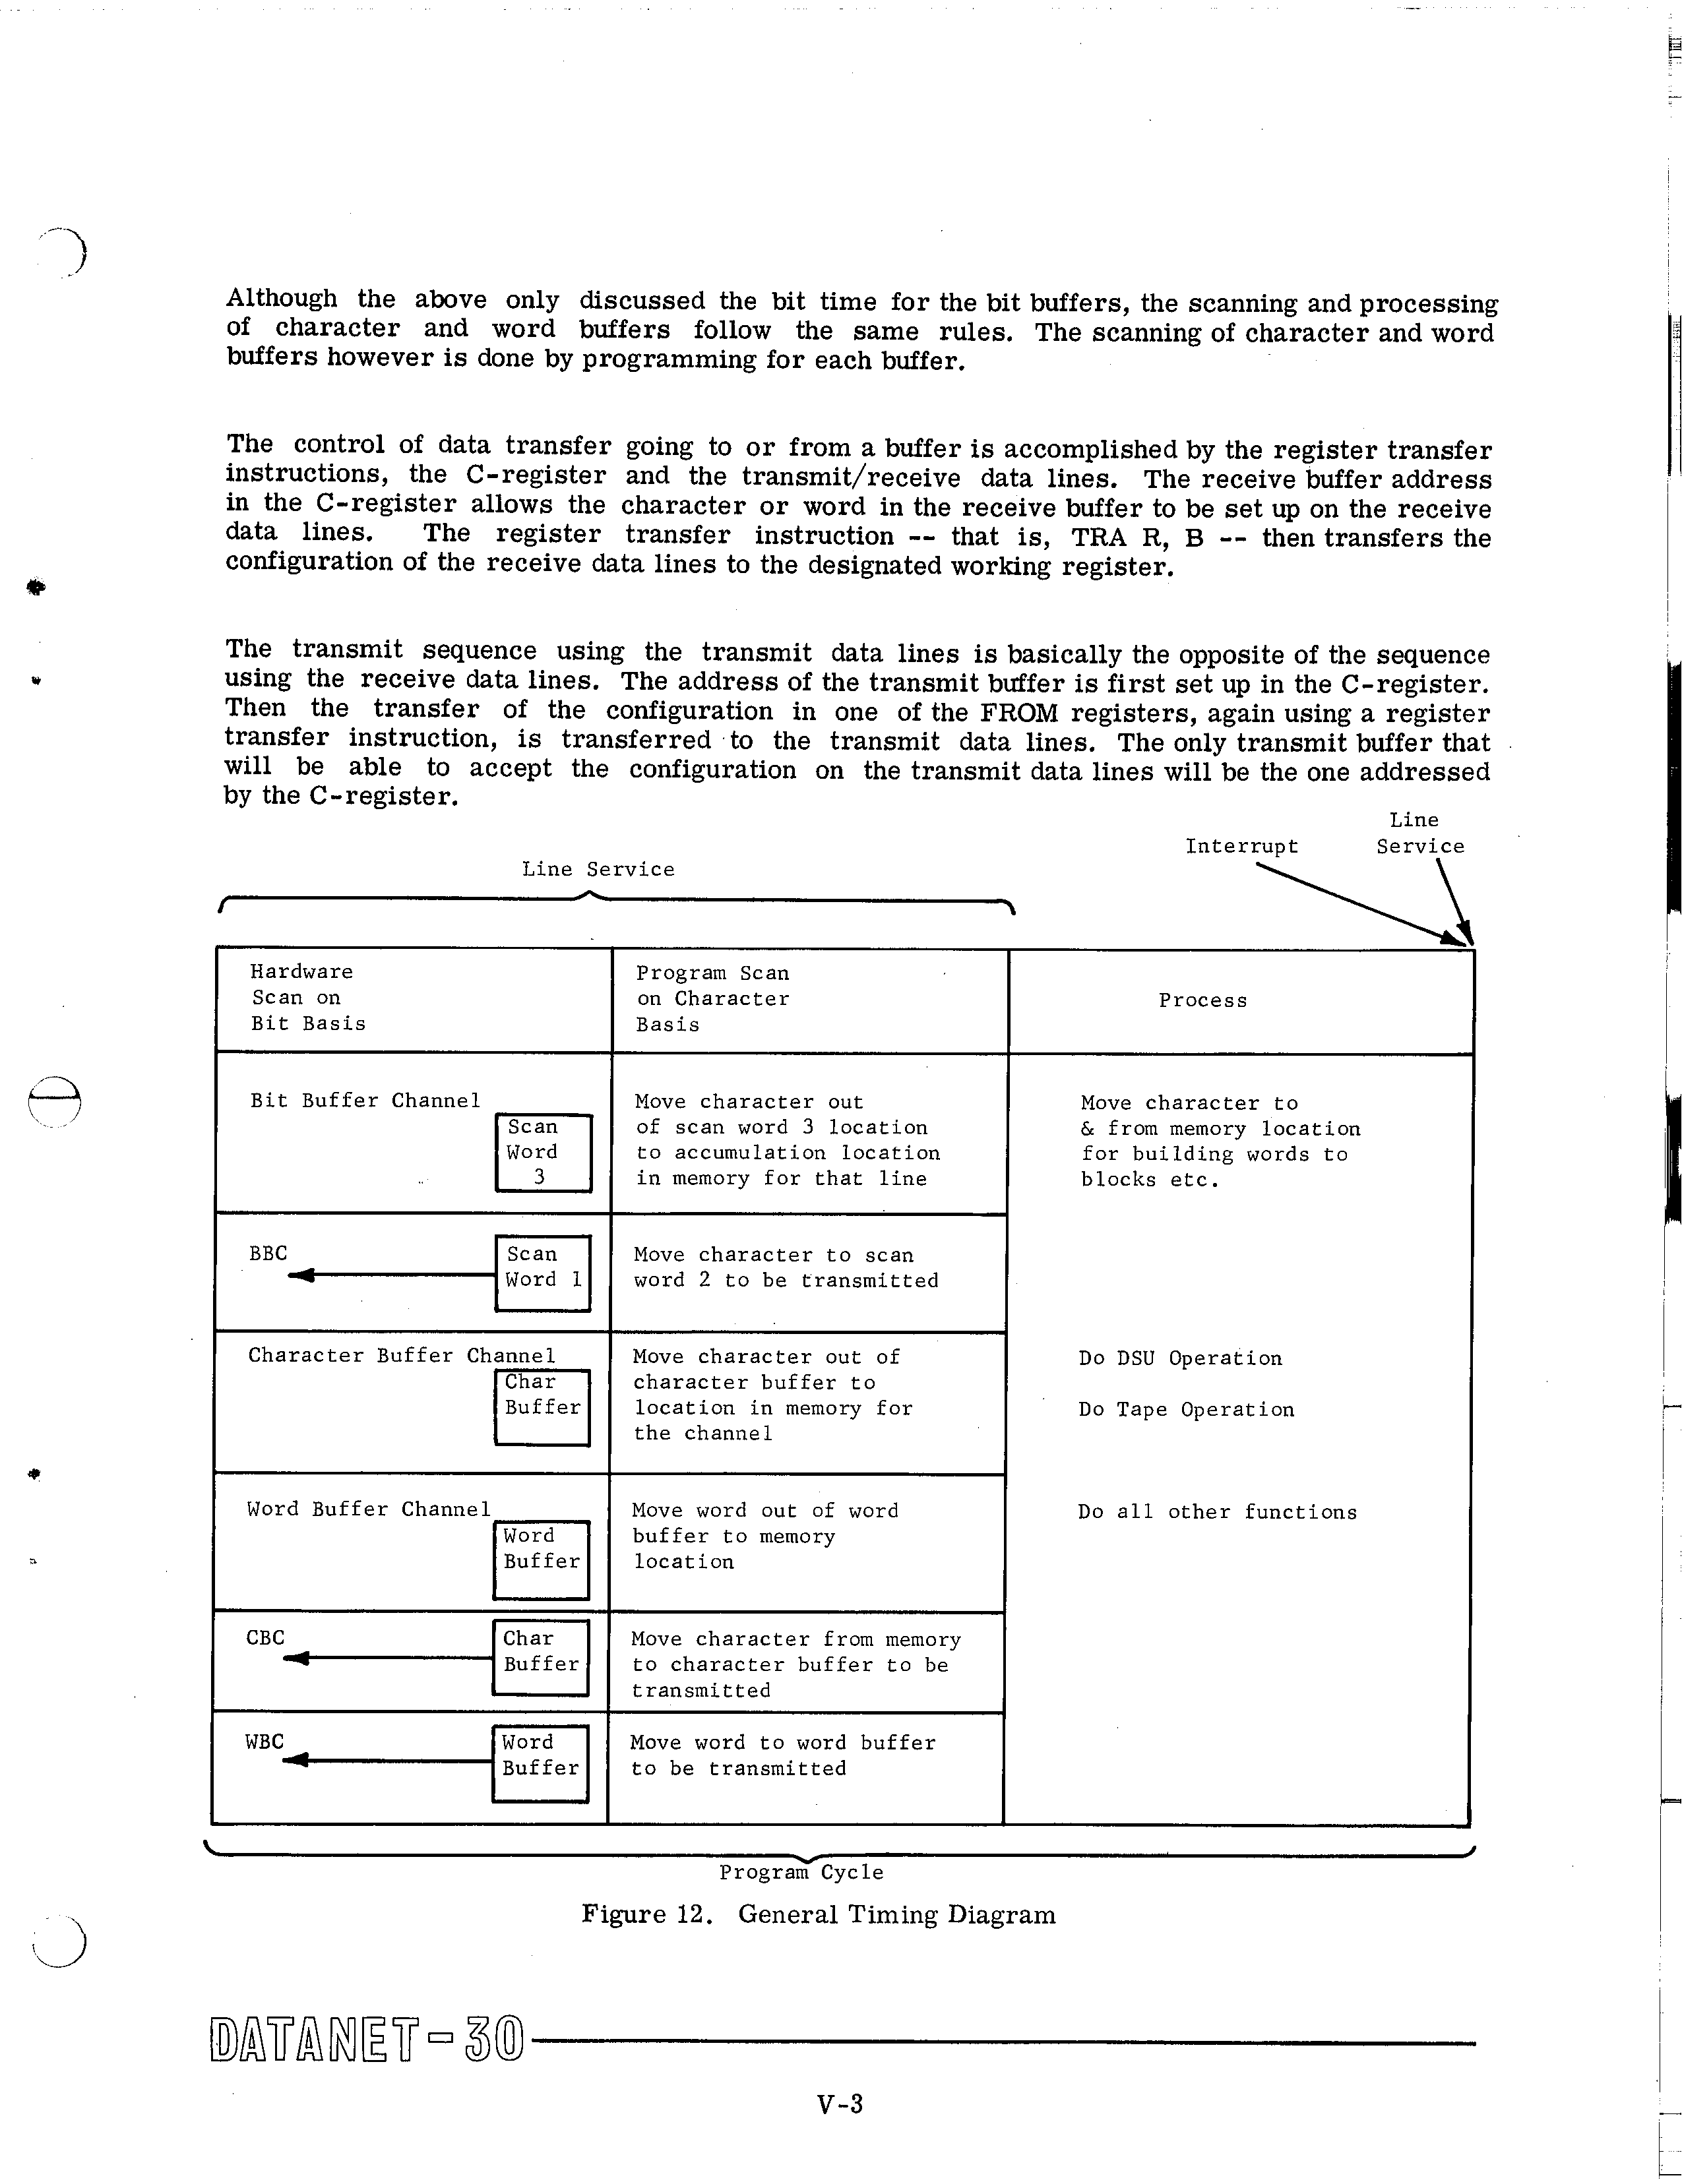 Although the above only discussed the bit time for the bit buffers, the scanning and processing
of character and word buffers follow the same rules. The scanning of character and word
buffers however is done by programming for each buffer.
The control of data transfer going to or from a buffer is accomplished by the register transfer
instructions, the C-register and the transmit/receive data lines. The receive buffer address
in the C-register allows the character or word in the receive buffer to be set up on the receive
data lines. The register transfer instruction -- that is, TRA R, B -- then transfers the
configuration of the receive data lines to the designated working register.
The transmit sequence using the transmit data lines is basically the opposite of the sequence
using the receive data lines. The address of the transmit buffer is first set up in the C-register.
Then the transfer of the configuration in one of the FROM registers, again using a register
transfer instruction, is transferred to the transmit data lines. The only transmit buffer that
will be able to accept the configuration on the transmit data lines will be the one addressed
by the C-register.
Line Service
Interrupt
Line
Service
Hardware
Scan on
Bit Basis
Program Scan
on Character
Basis
Process
Bit Buffer Channel
Scan
Word
3
Move character out
of scan word 3 location
to accumulation location
in memory for that line
Move character to
& from memory location
for building words to
blocks etc.
BBC
Scan
Word 1
Move character to scan
word 2 to be transmitted
Character Buffer Channel
Char
Buffer
Move character out of
character buffer to
location in memory for
the channel
Do DSU Operation
Do Tape Operation
Word Buffer Channel
Word
Buffer
Move word out of word
buffer to memory
location
Do all other functions
CBC
Char
Buffer
Move character from memory
to character buffer to be
transmitted
WBC
Word
Buffer
Move word to word buffer
to be transmitted
Program Cycle
Figure 12. General Timing Diagram
DATANET-30
V-3